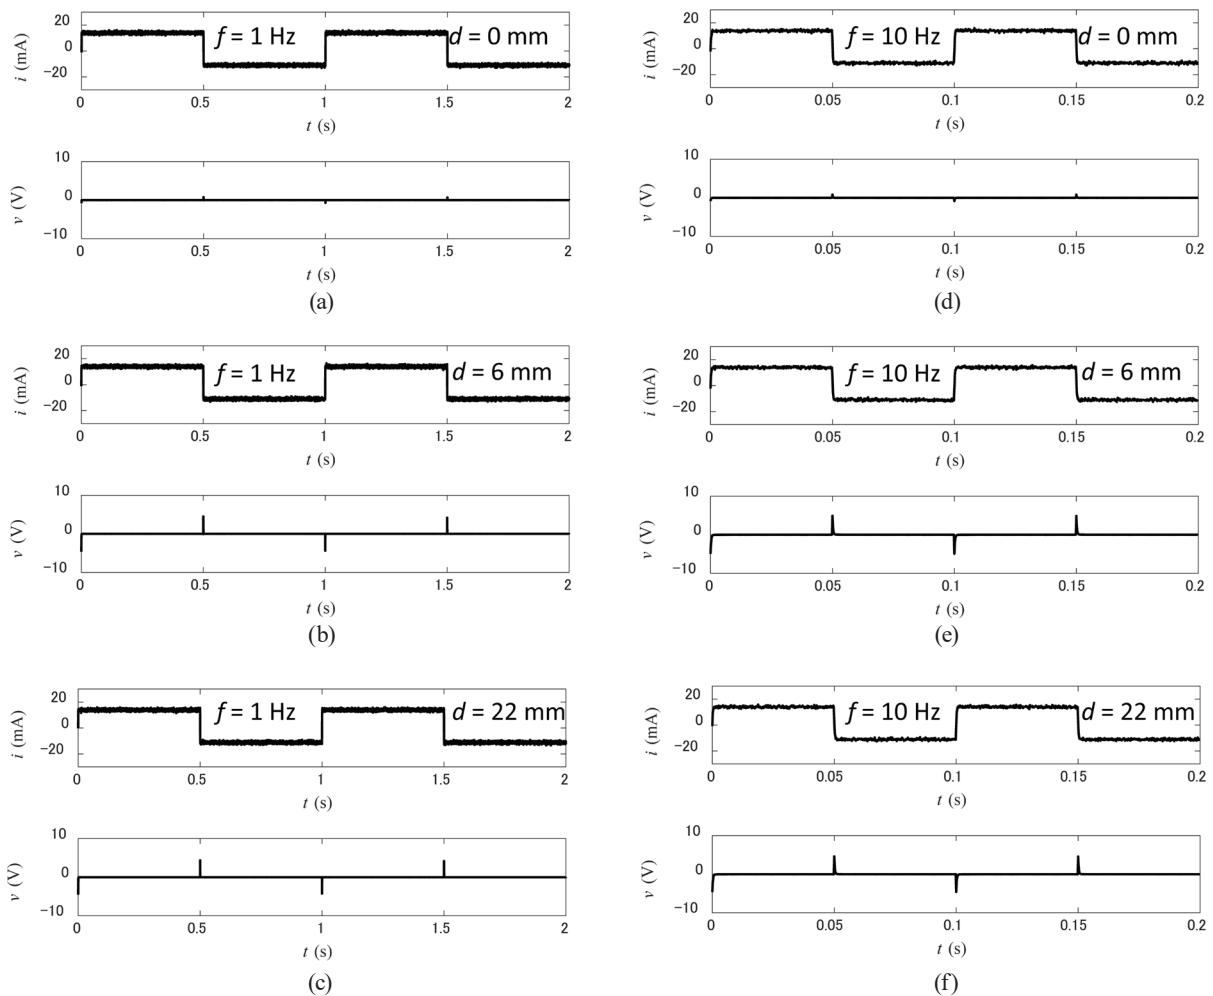 20
0
−20
i (mA)
f = 1 Hz
d = 0 mm
0 0.5 1 1.5 2
t (s)
10
0
−10
v (V)
0 0.5 1 1.5 2
t (s)
(a)
20
0
−20
i (mA)
f = 10 Hz
d = 0 mm
0 0.05 0.1 0.15 0.2
t (s)
10
0
−10
v (V)
0 0.05 0.1 0.15 0.2
t (s)
(d)
20
0
−20
i (mA)
f = 1 Hz
d = 6 mm
0 0.5 1 1.5 2
t (s)
10
0
−10
v (V)
0 0.5 1 1.5 2
t (s)
(b)
20
0
−20
i (mA)
f = 10 Hz
d = 6 mm
0 0.05 0.1 0.15 0.2
t (s)
10
0
−10
v (V)
0 0.05 0.1 0.15 0.2
t (s)
(e)
20
0
−20
i (mA)
f = 1 Hz
d = 22 mm
0 0.5 1 1.5 2
t (s)
10
0
−10
v (V)
0 0.5 1 1.5 2
t (s)
(c)
20
0
−20
i (mA)
f = 10 Hz
d = 22 mm
0 0.05 0.1 0.15 0.2
t (s)
10
0
−10
v (V)
0 0.05 0.1 0.15 0.2
t (s)
(f)